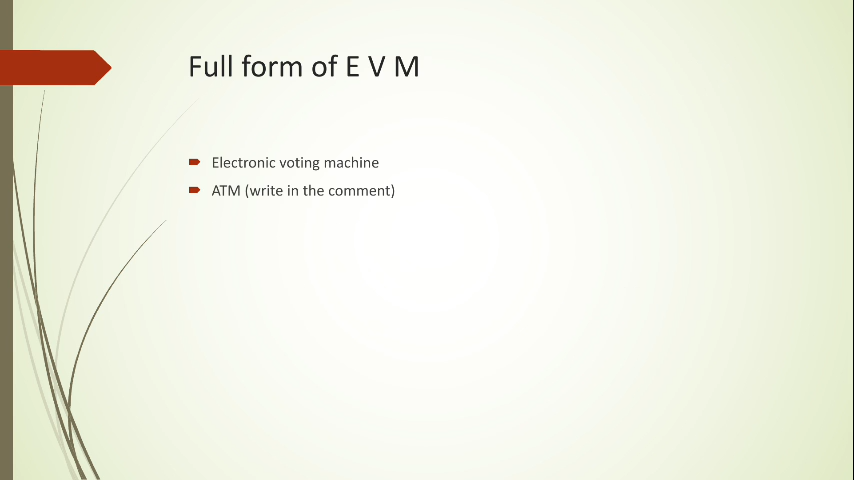 Full form of E V M
Electronic voting machine
ATM (write in the comment)